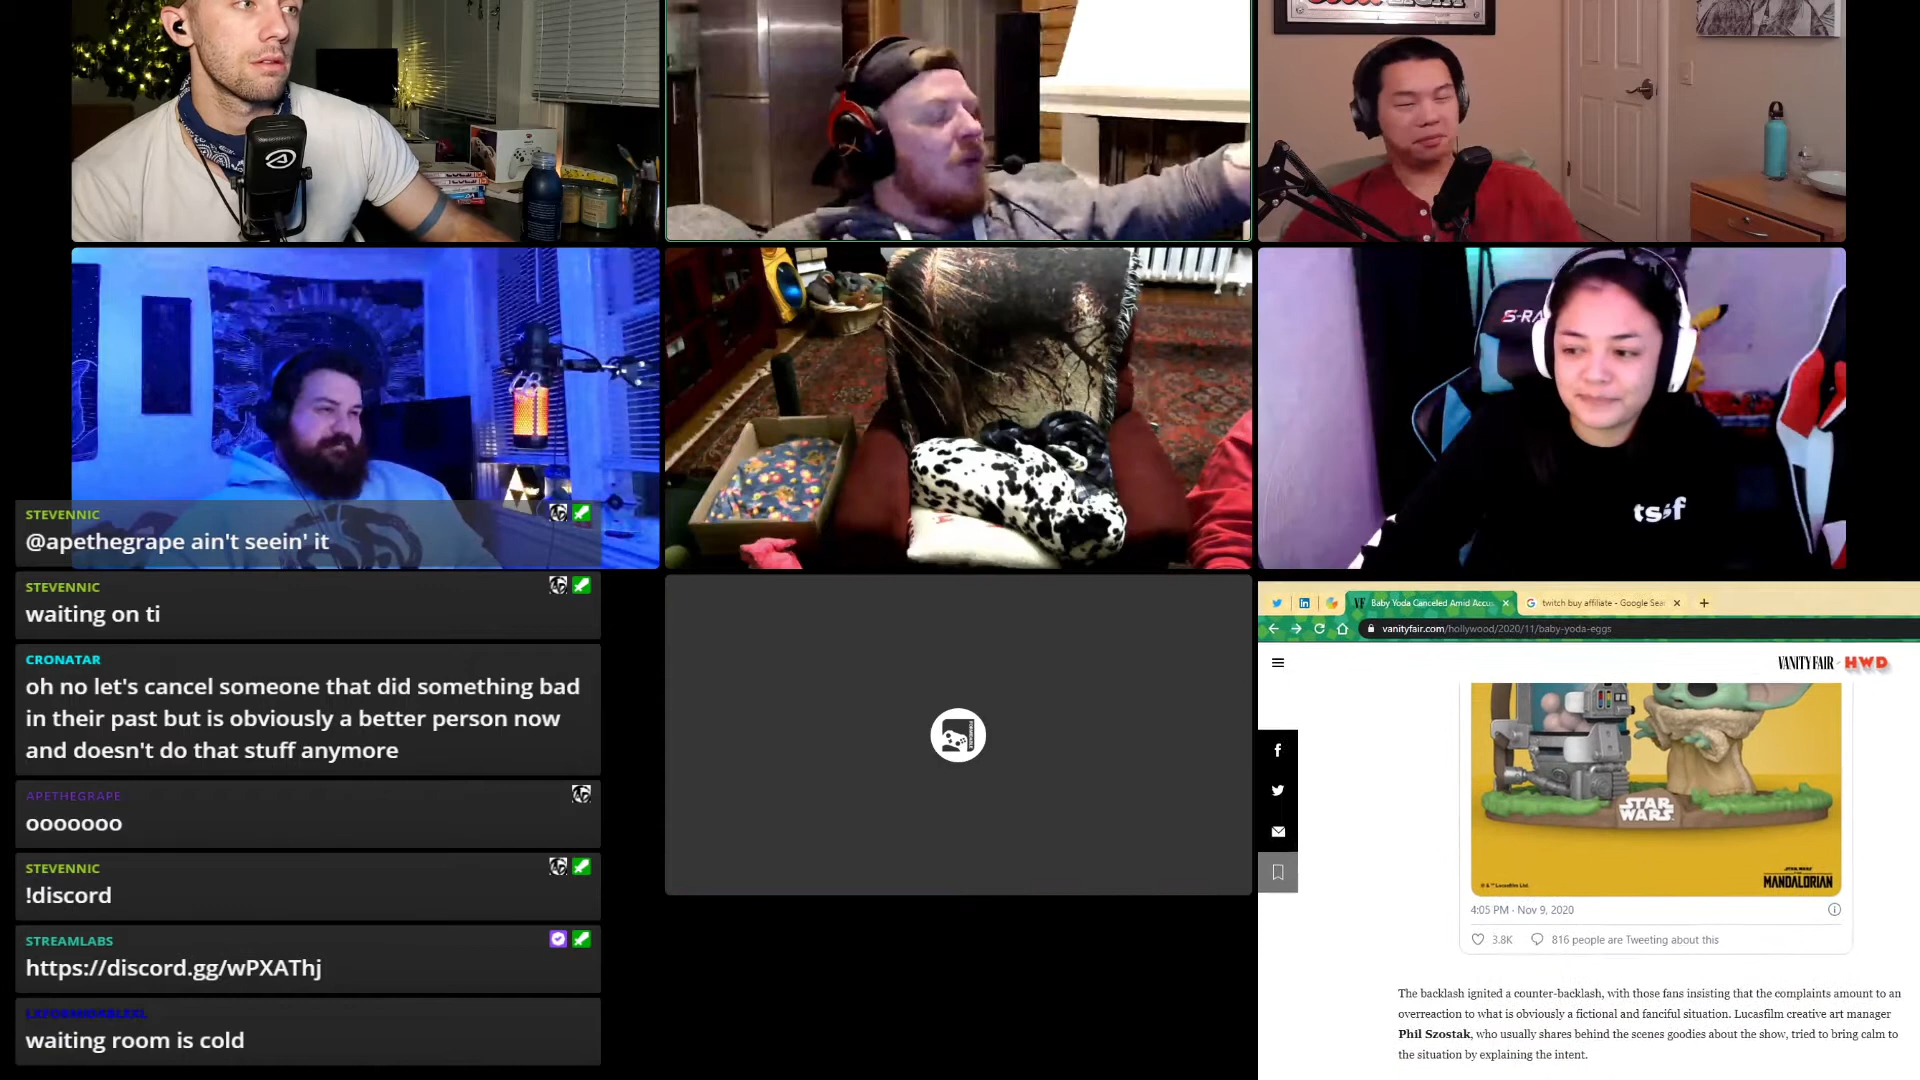 S-RA
tsif
STEVENNIC
@apethegrape ain't seein' it
STEVENNIC
waiting on ti
CRONATAR
oh no let's cancel someone that did something bad
in their past but is obviously a better person now
and doesn't do that stuff anymore
APETHEGRAPE
ooooooo
STEVENNIC
!discord
STREAMLABS
https://discord.gg/wPXAThj
waiting room is cold
Baby Yoda Canceled Amid Accus
twitch buy affiliate - Google Sea
vanityfair.com/hollywood/2020/11/baby-yoda-eggs
VANITY FAIR HWD
STAR
WARS
STAR WARS
MANDALORIAN
© & ™ Lucasfilm Ltd.
4:05 PM · Nov 9, 2020
3.8K 816 people are Tweeting about this
The backlash ignited a counter-backlash, with those fans insisting that the complaints amount to an
overreaction to what is obviously a fictional and fanciful situation. Lucasfilm creative art manager
Phil Szostak, who usually shares behind the scenes goodies about the show, tried to bring calm to
the situation by explaining the intent.